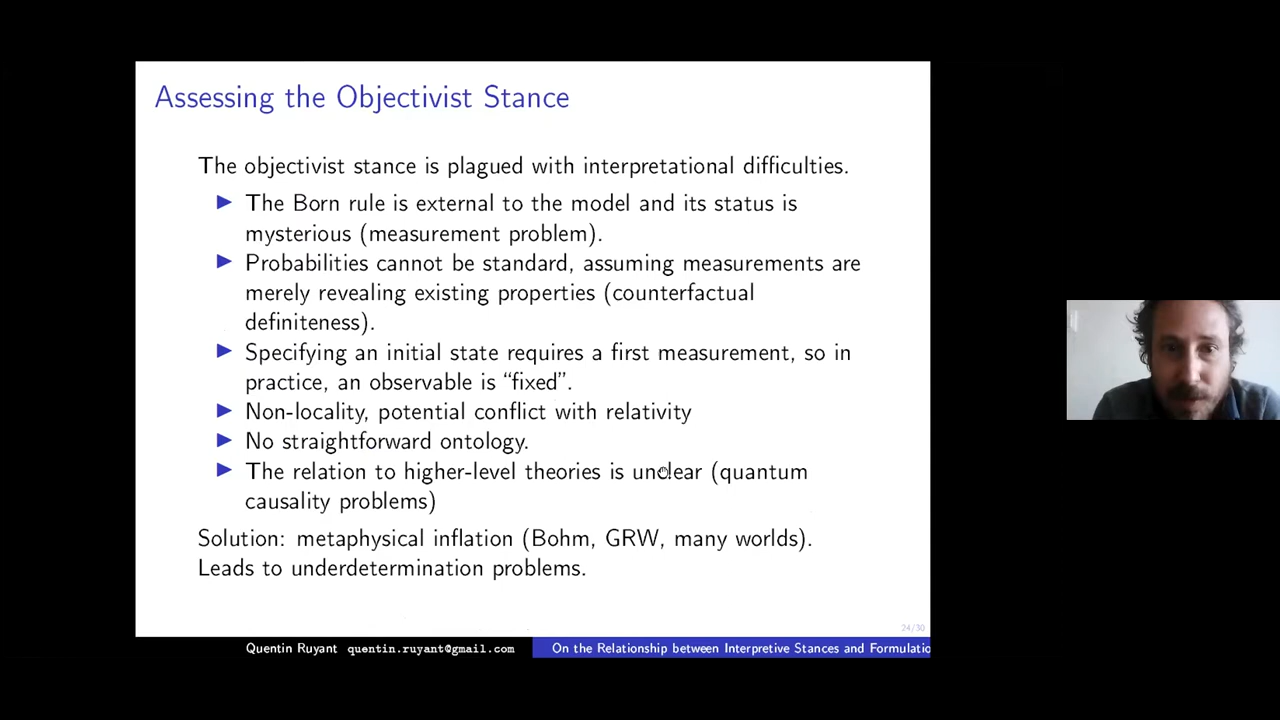 Assessing the Objectivist Stance
The objectivist stance is plagued with interpretational difficulties.
▶ The Born rule is external to the model and its status is
mysterious (measurement problem).
▶ Probabilities cannot be standard, assuming measurements are
merely revealing existing properties (counterfactual
definiteness).
▶ Specifying an initial state requires a first measurement, so in
practice, an observable is “fixed”.
▶ Non-locality, potential conflict with relativity
▶ No straightforward ontology.
▶ The relation to higher-level theories is unclear (quantum
causality problems)
Solution: metaphysical inflation (Bohm, GRW, many worlds).
Leads to underdetermination problems.
24/30
Quentin Ruyant quentin.ruyant@gmail.com
On the Relationship between Interpretive Stances and Formulatio